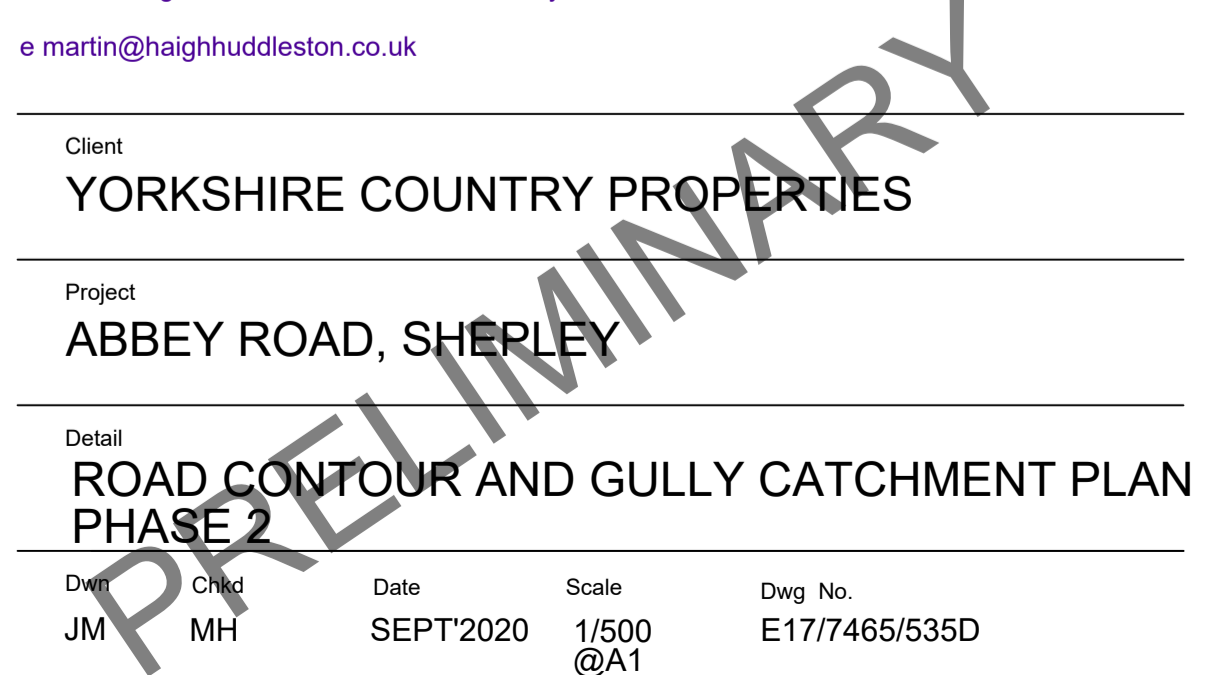 e martin@haighhuddleston.co.uk
Client
YORKSHIRE COUNTRY PROPERTIES
Project
ABBEY ROAD, SHEPLEY
Detail
ROAD CONTOUR AND GULLY CATCHMENT PLAN
PHASE 2
Dwn Chkd Date Scale Dwg No.
JM MH SEPT'2020 1/500 E17/7465/535D
@A1
PRELIMINARY